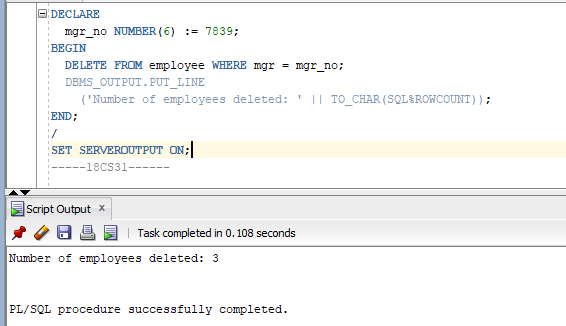 DECLARE
mgr_no NUMBER(6) := 7839;
BEGIN
DELETE FROM employee WHERE mgr = mgr_no;
DBMS_OUTPUT.PUT_LINE
('Number of employees deleted: ' || TO_CHAR(SQL%ROWCOUNT));
END;
/
SET SERVEROUTPUT ON;
-----18CS31------
Script Output x
Task completed in 0.108 seconds
Number of employees deleted: 3
PL/SQL procedure successfully completed.